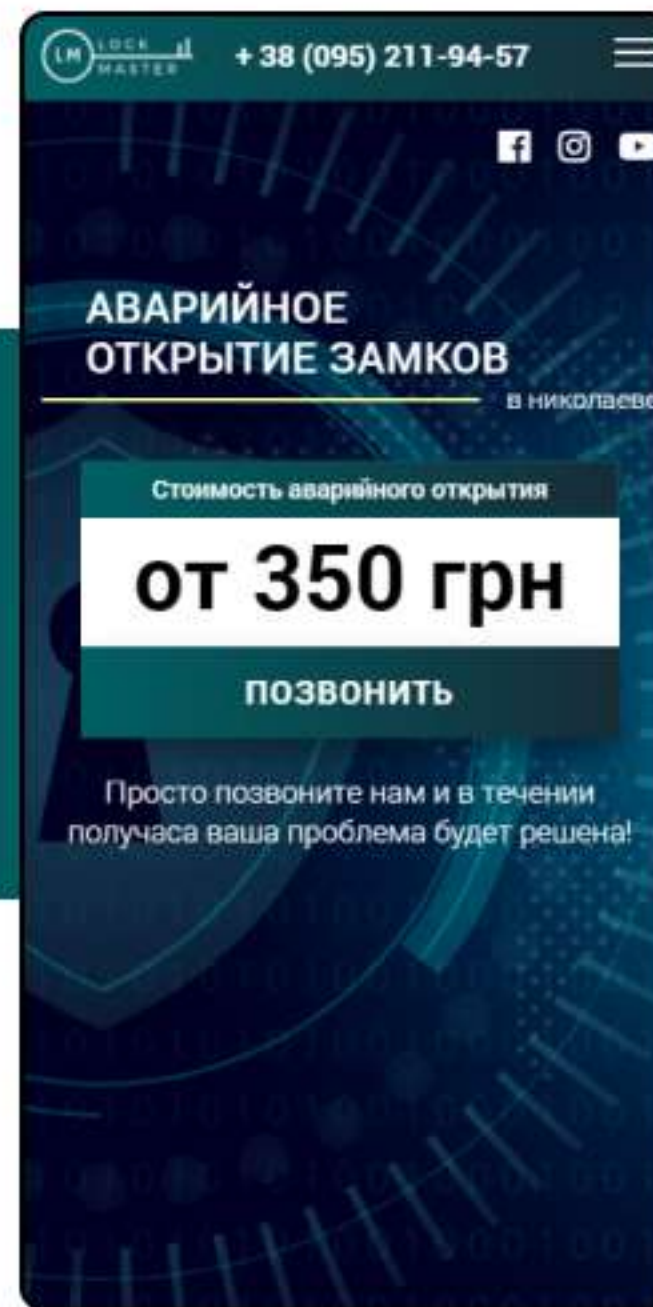 LM LOCK MASTER
+ 38 (095) 211-94-57
АВАРИЙНОЕ
ОТКРЫТИЕ ЗАМКОВ
в николаеве
Стоимость аварийного открытия
от 350 грн
ПОЗВОНИТЬ
Просто позвоните нам и в течении
получаса ваша проблема будет решена!